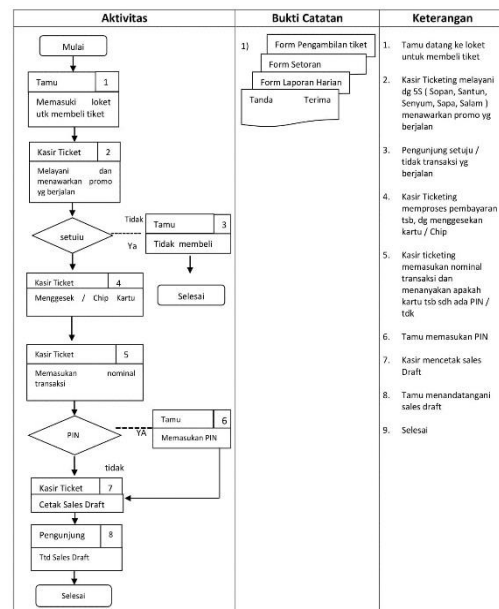 Aktivitas
Bukti Catatan
Keterangan
Mulai
Tamu 1
Memasuki loket
utk membeli tiket
Kasir Ticket 2
Melayani dan
menawarkan promo
yg berjalan
setuiu
Tidak
Ya
Tamu 3
Tidak membeli
Selesai
Kasir Ticket 4
Menggesek / Chip Kartu
Kasir Ticket 5
Memasukan nominal
transaksi
PIN
YA
Tamu 6
Memasukan PIN
tidak
Kasir Ticket 7
Cetak Sales Draft
Pengunjung 8
Ttd Sales Draft
Selesai
1)
Form Pengambilan tiket
Form Setoran
Form Laporan Harian
Tanda Terima
1. Tamu datang ke loket
untuk membeli tiket
2. Kasir Ticketing melayani
dg 5S ( Sopan, Santun,
Senyum, Sapa, Salam )
menawarkan promo yg
berjalan
3. Pengunjung setuju /
tidak transaksi yg
berjalan
4. Kasir Ticketing
memproses pembayaran
tsb, dg menggesekan
kartu / Chip
5. Kasir ticketing
memasukan nominal
transaksi dan
menanyakan apakah
kartu tsb sdh ada PIN /
tdk
6. Tamu memasukan PIN
7. Kasir mencetak sales
Draft
8. Tamu menandatangani
sales draft
9. Selesai